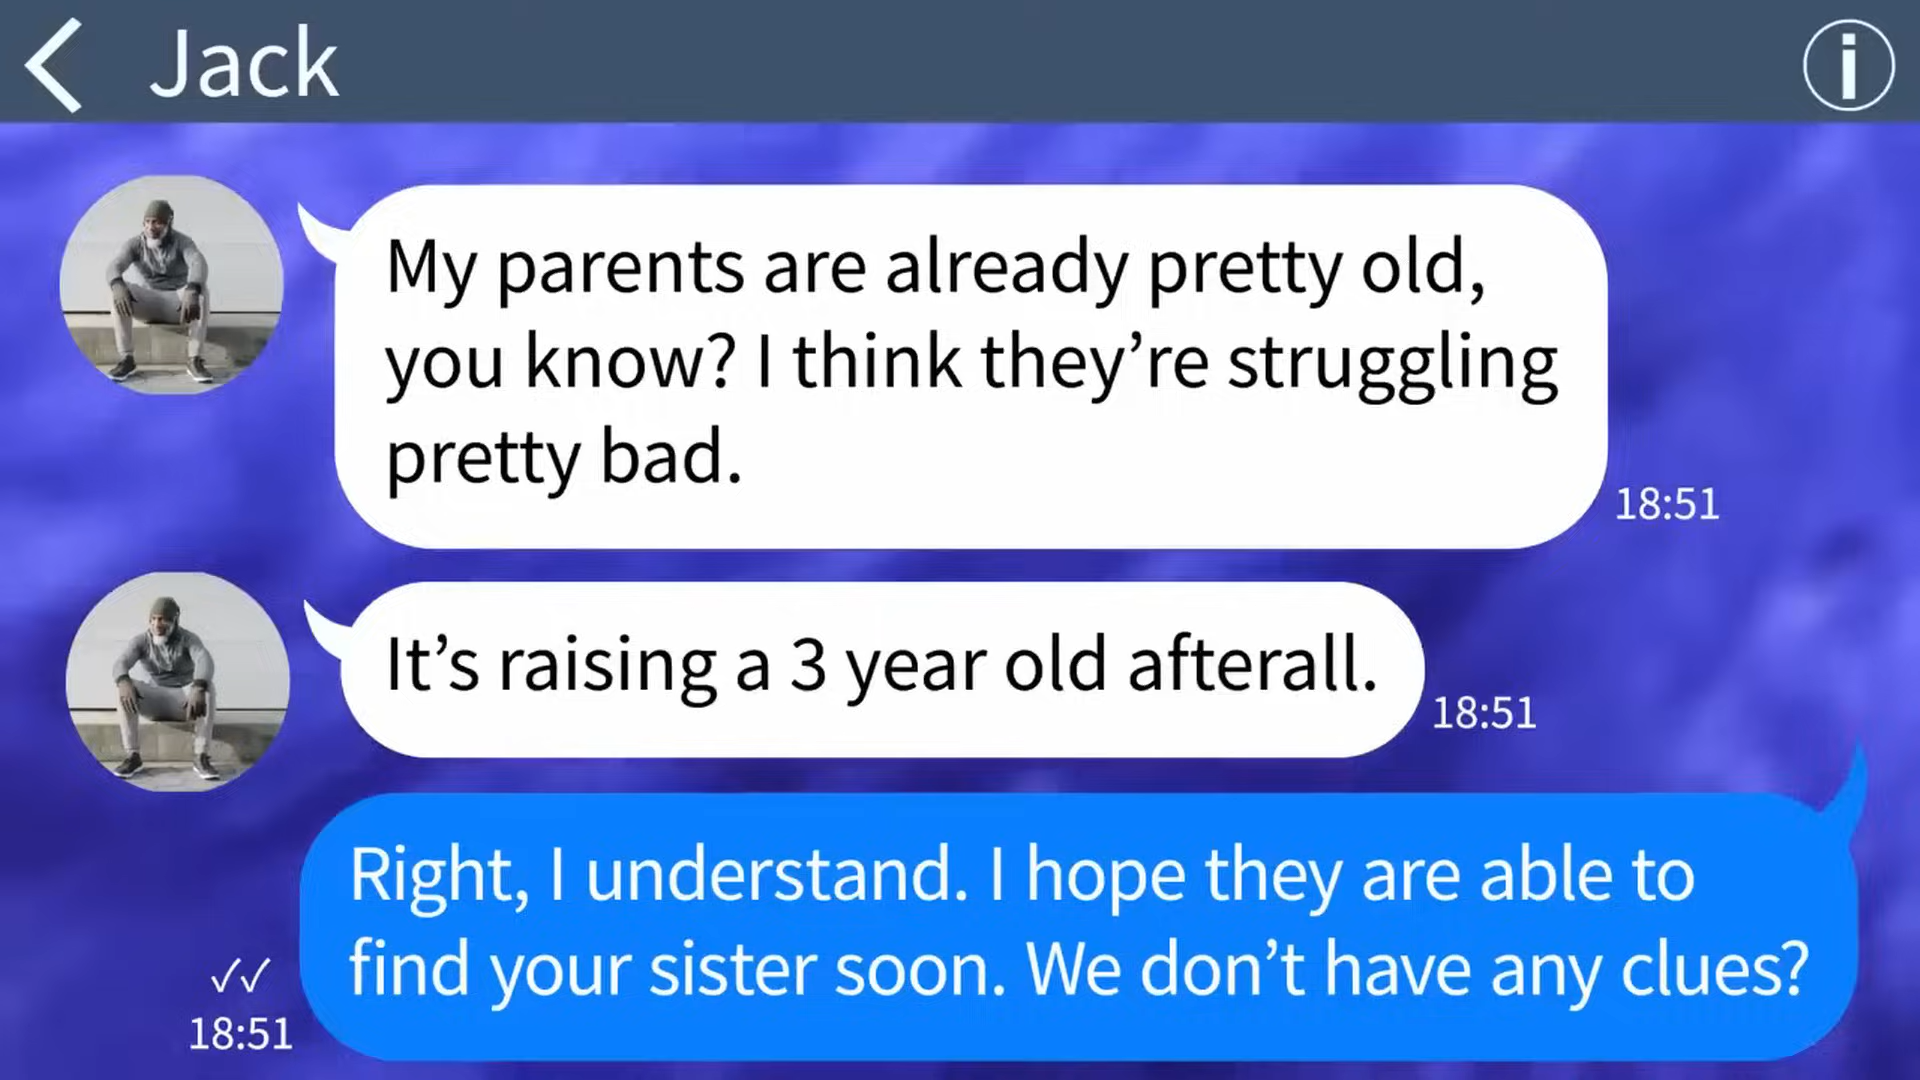 Jack
My parents are already pretty old,
you know? I think they’re struggling
pretty bad.
18:51
It’s raising a 3 year old afterall.
18:51
Right, I understand. I hope they are able to
find your sister soon. We don’t have any clues?
18:51